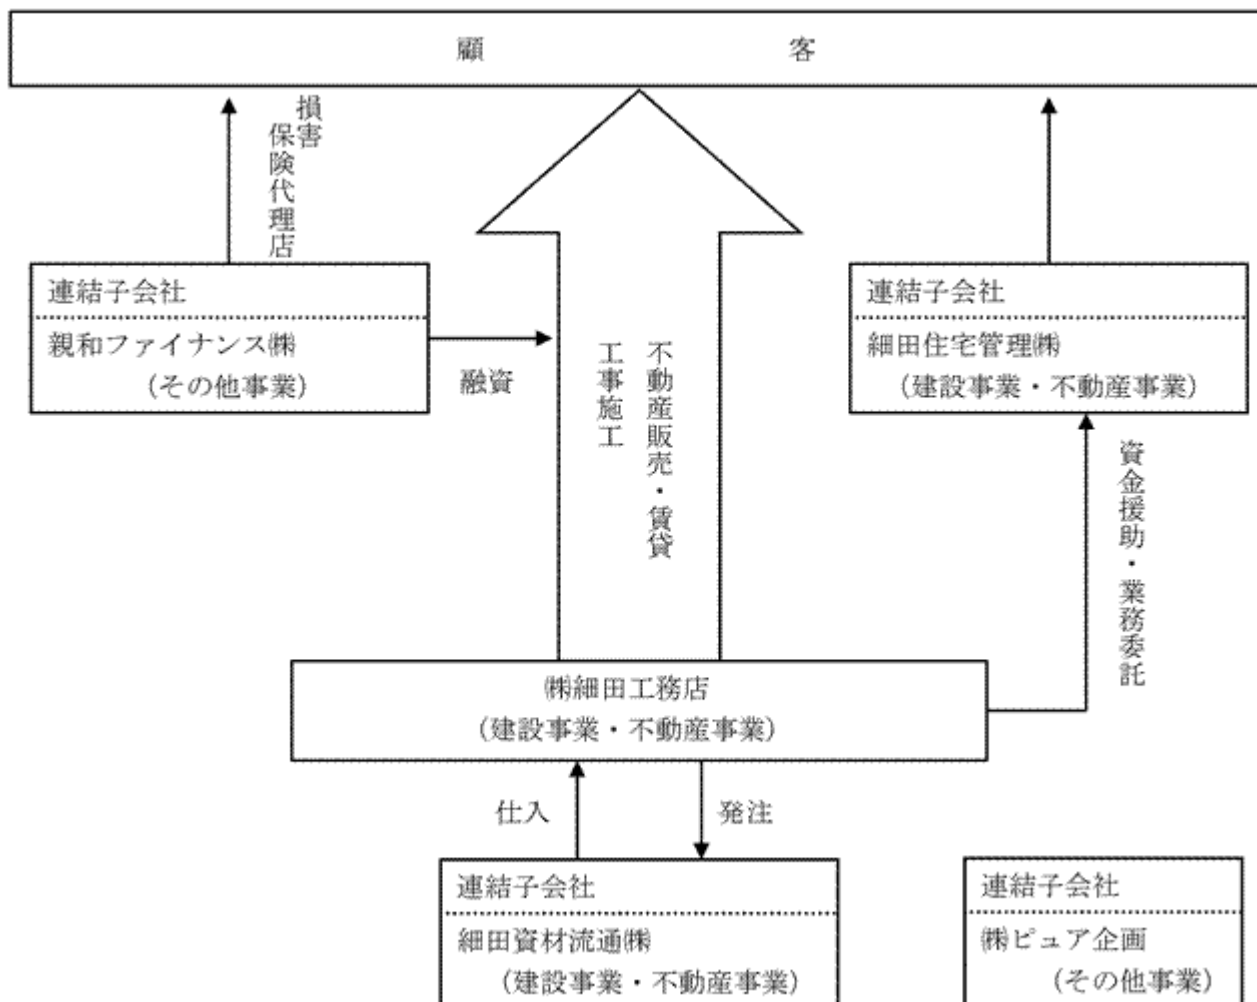 顧客
損害
保険代理店
連結子会社
親和ファイナンス㈱
(その他事業)
融資
不動産販売・賃貸
工事施工
連結子会社
細田住宅管理㈱
(建設事業・不動産事業)
資金援助・業務委託
㈱細田工務店
(建設事業・不動産事業)
仕入
発注
連結子会社
細田資材流通㈱
(建設事業・不動産事業)
連結子会社
㈱ピュア企画
(その他事業)